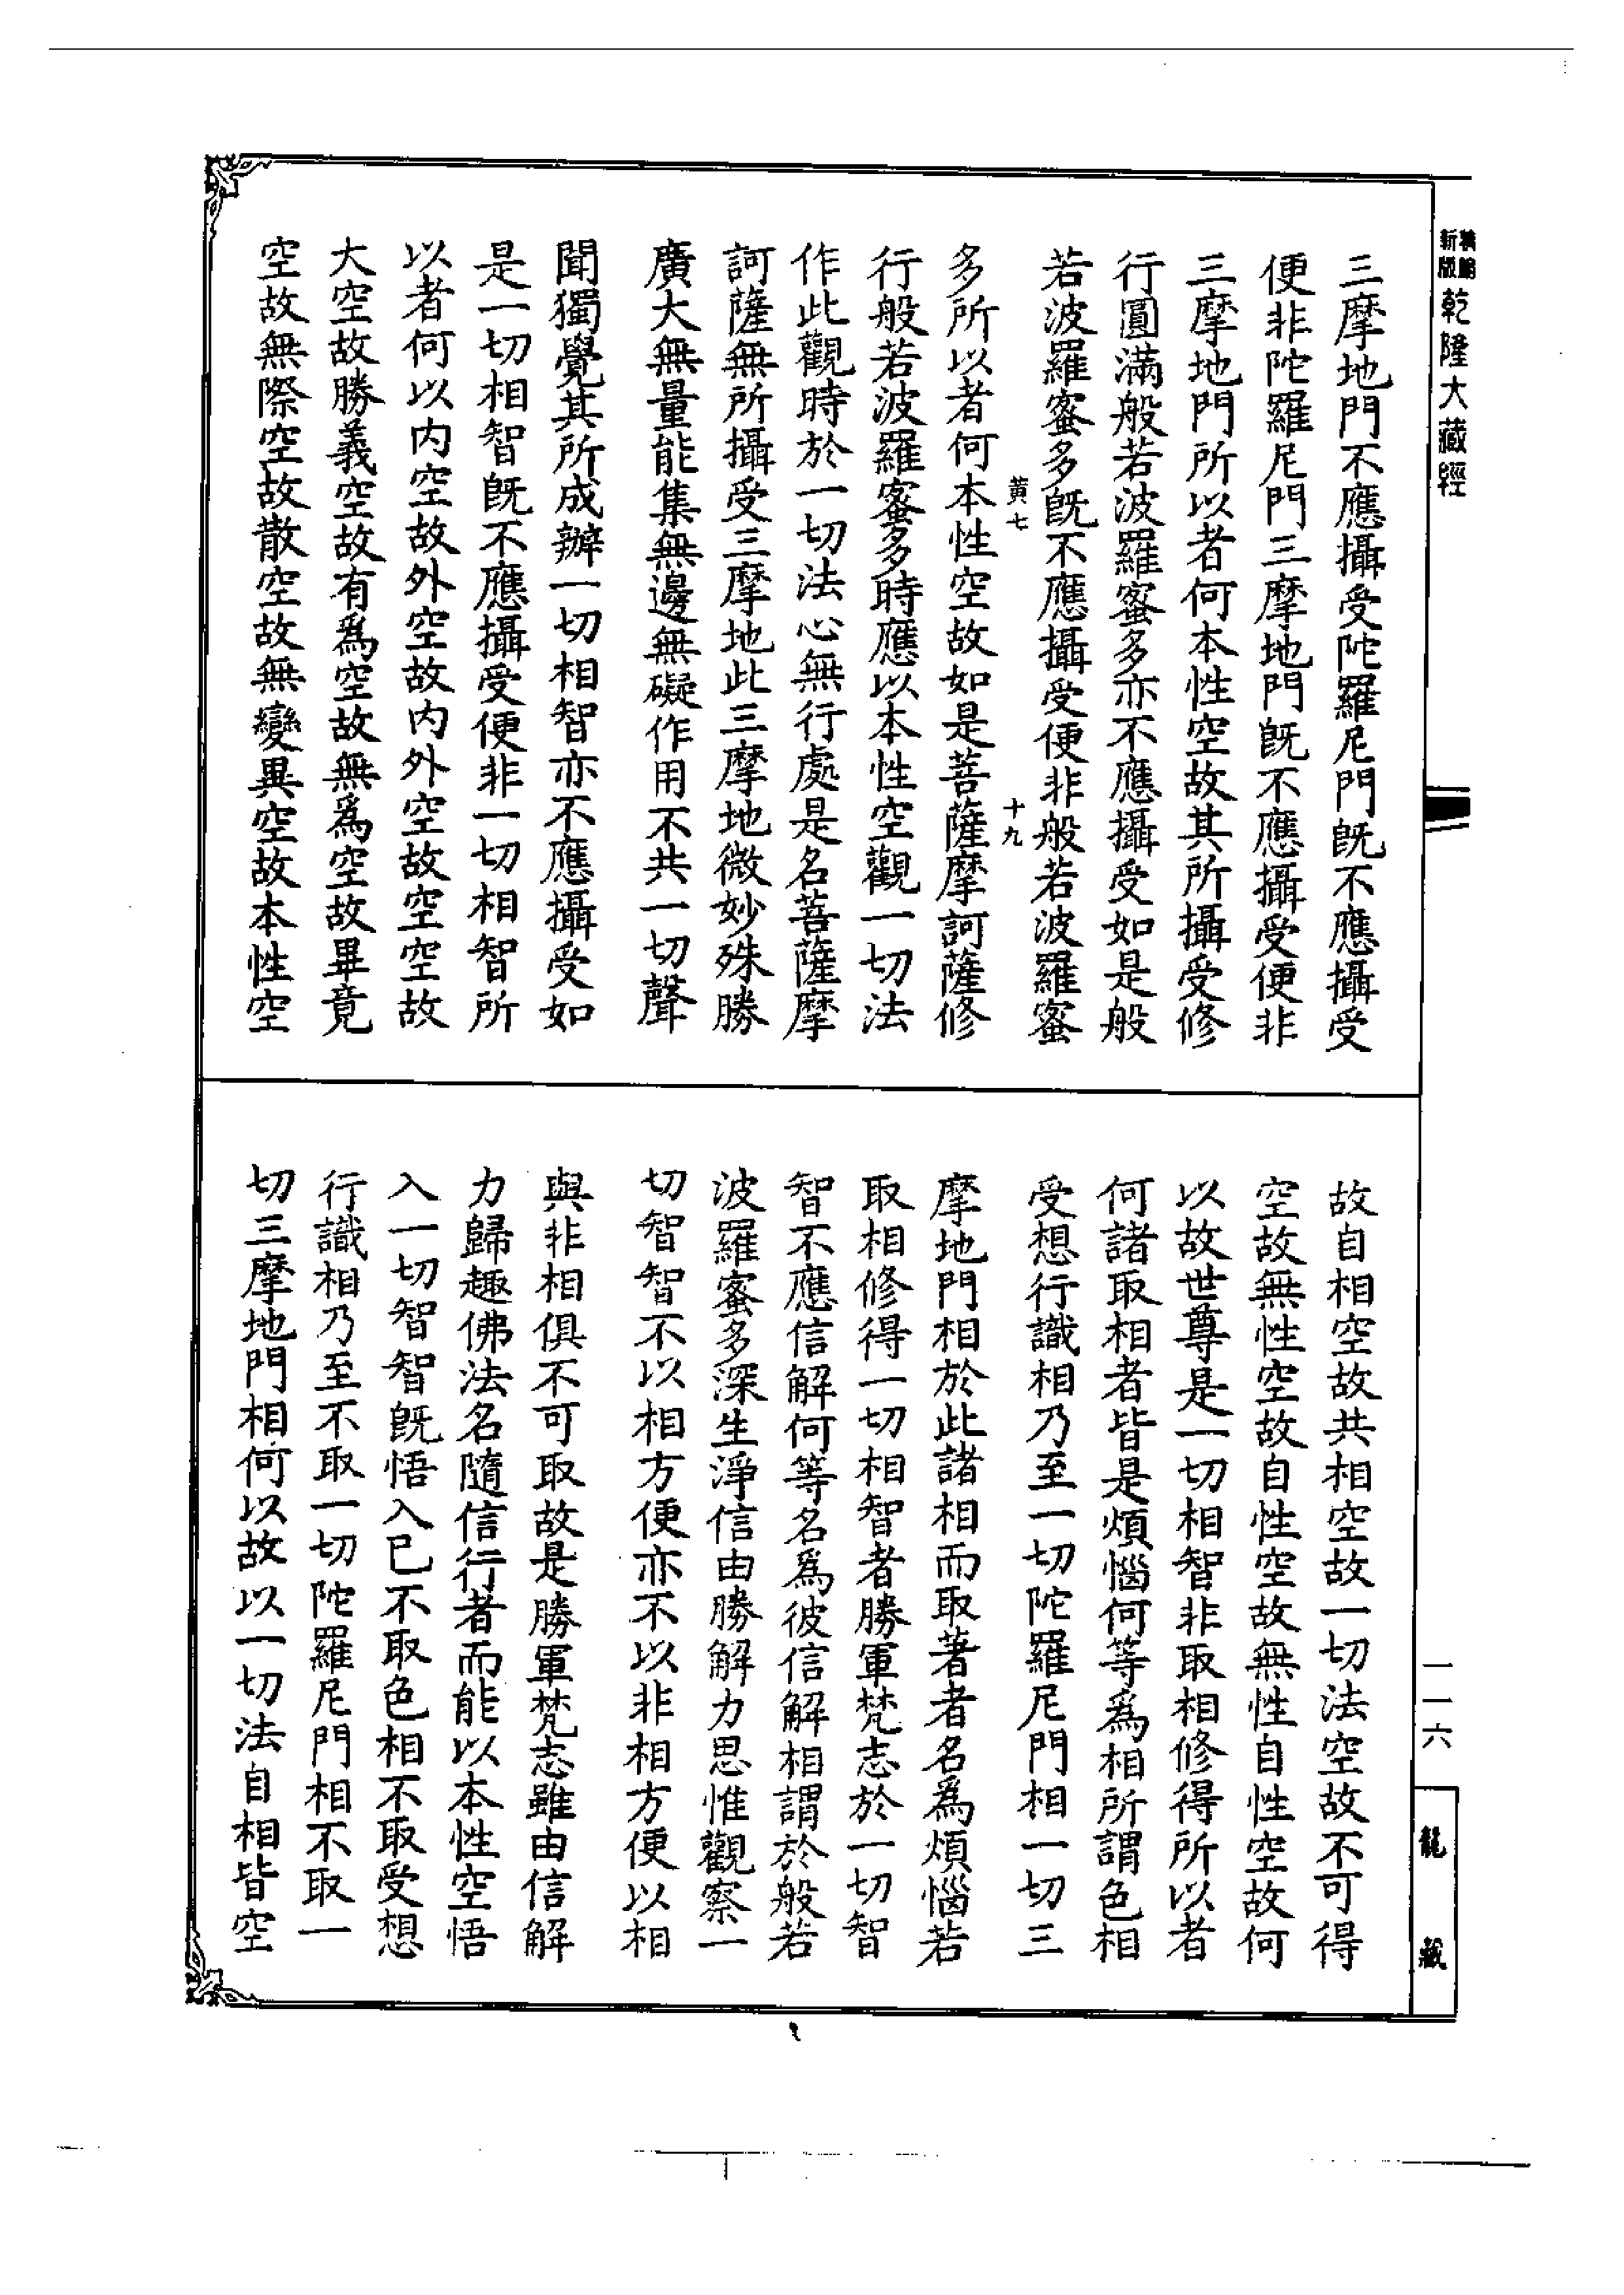 新版
乾隆大藏經
三摩地門不應攝受陀羅尼門既不應攝受
便非陀羅尼門三摩地門既不應攝受便非
三摩地門所以者何本性空故其所攝受修
行圓滿般若波羅蜜多亦不應攝受如是般
若波羅蜜多既不應攝受便非般若波羅蜜
黃七
十九
多所以者何本性空故如是菩薩摩訶薩修
行般若波羅蜜多時應以本性空觀一切法
作此觀時於一切法心無行處是名菩薩摩
訶薩無所攝受三摩地此三摩地微妙殊勝
廣大無量能集無邊無礙作用不共一切聲
聞獨覺其所成辦一切相智亦不應攝受如
是一切相智既不應攝受便非一切相智所
以者何以内空故外空故内外空故空空故
大空故勝義空故有爲空故無爲空故畢竟
空故無際空故散空故無變異空故本性空
故自相空故共相空故一切法空故不可得
空故無性空故自性空故無性自性空故何
以故世尊是一切相智非取相修得所以者
何諸取相者皆是煩惱何等爲相所謂色相
受想行識相乃至一切陀羅尼門相一切三
摩地門相於此諸相而取著者名爲煩惱若
取相修得一切相智者勝軍梵志於一切智
智不應信解何等名爲彼信解相謂於般若
波羅蜜多深生淨信由勝解力思惟觀察一
切智智不以相方便亦不以非相方便以相
與非相俱不可取故是勝軍梵志雖由信解
力歸趣佛法名隨信行者而能以本性空悟
入一切智智既悟入已不取色相不取受想
行識相乃至不取一切陀羅尼門相不取一
切三摩地門相何以故以一切法自相皆空
一一六
龍藏